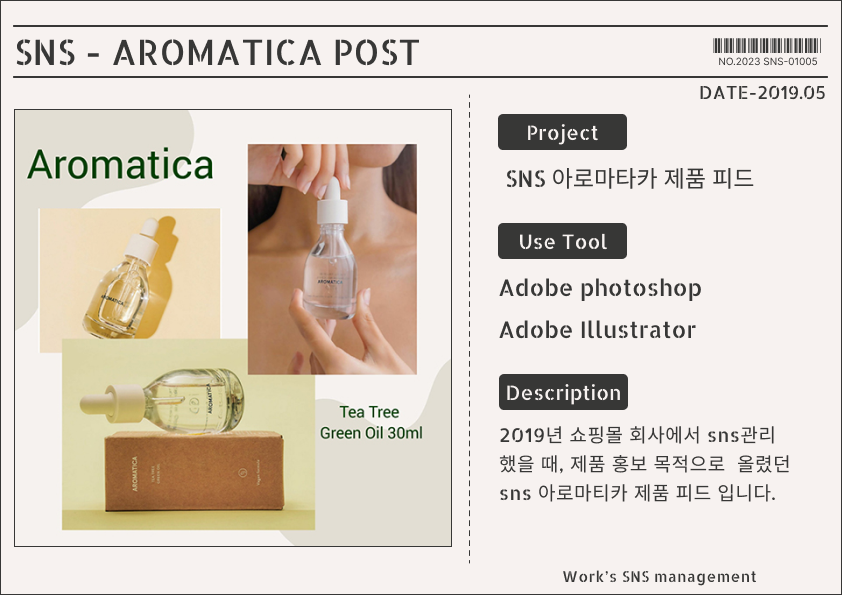 SNS - AROMATICA POST
NO.2023 SNS-01005
DATE-2019.05
Aromatica
AROMATICA
AROMATICA
AROMATICA
AROMATICA
Tea Tree
Green Oil 30ml
Project
SNS 아로마타카 제품 피드
Use Tool
Adobe photoshop
Adobe Illustrator
Description
2019년 쇼핑몰 회사에서 sns관리
했을 때, 제품 홍보 목적으로 올렸던
sns 아로마티카 제품 피드 입니다.
Work's SNS management